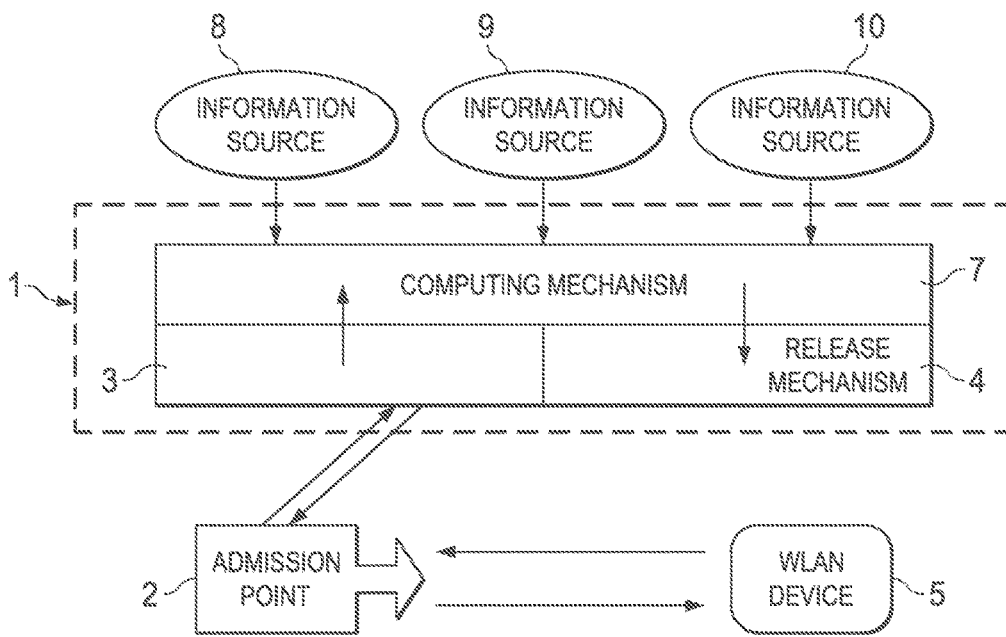 8
9
10
INFORMATION
SOURCE
INFORMATION
SOURCE
INFORMATION
SOURCE
1
COMPUTING MECHANISM
7
3
RELEASE
MECHANISM
4
2
ADMISSION
POINT
WLAN
DEVICE
5